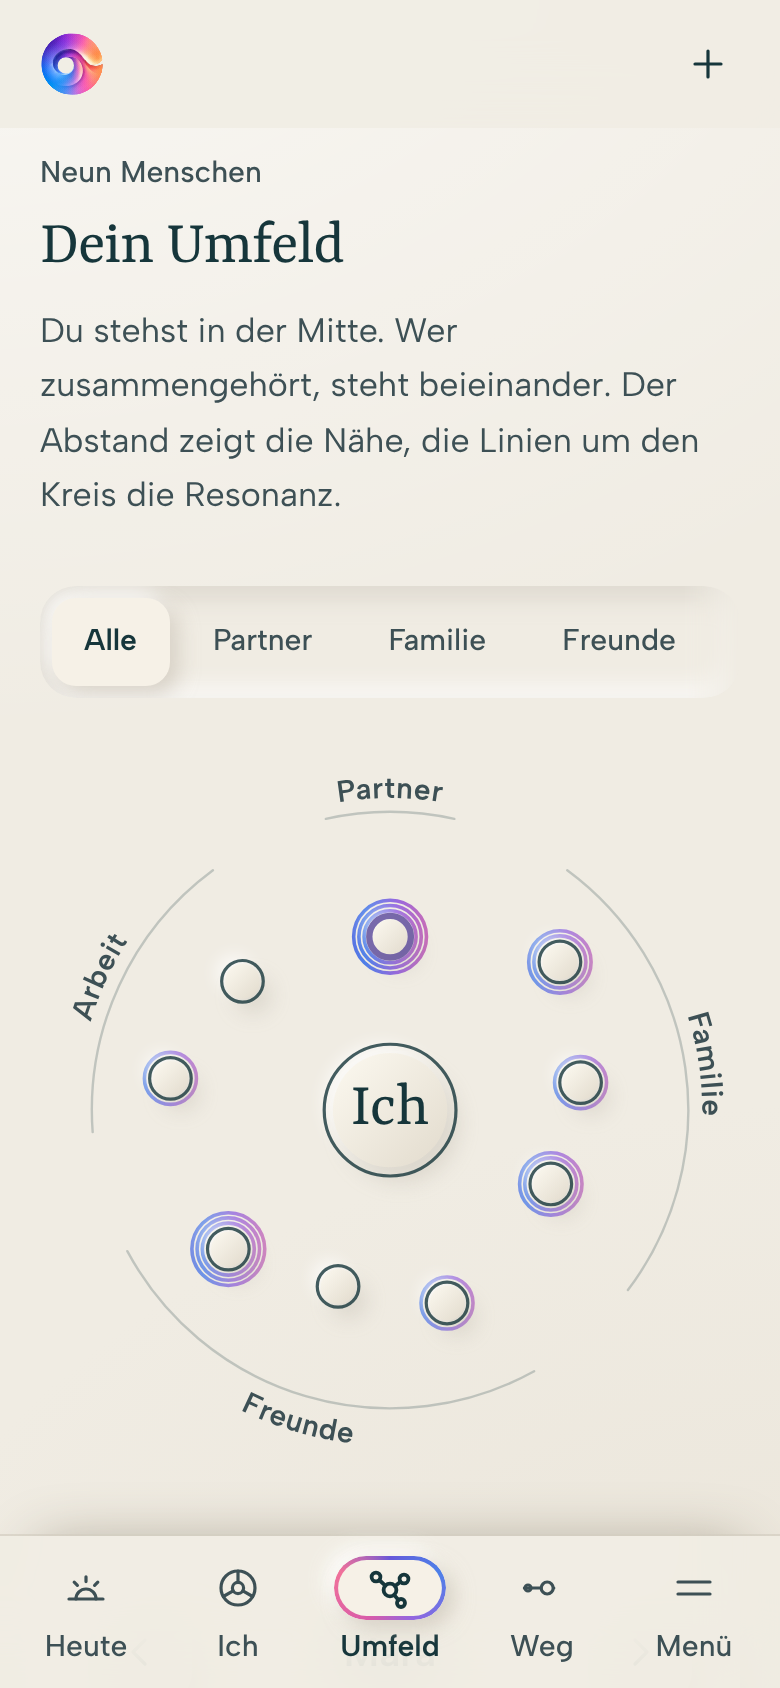 Neun Menschen
Dein Umfeld
Du stehst in der Mitte. Wer
zusammengehört, steht beieinander. Der
Abstand zeigt die Nähe, die Linien um den
Kreis die Resonanz.
Alle
Partner
Familie
Freunde
Partner
Arbeit
Familie
Ich
Freunde
Heute
Ich
Umfeld
Weg
Menü